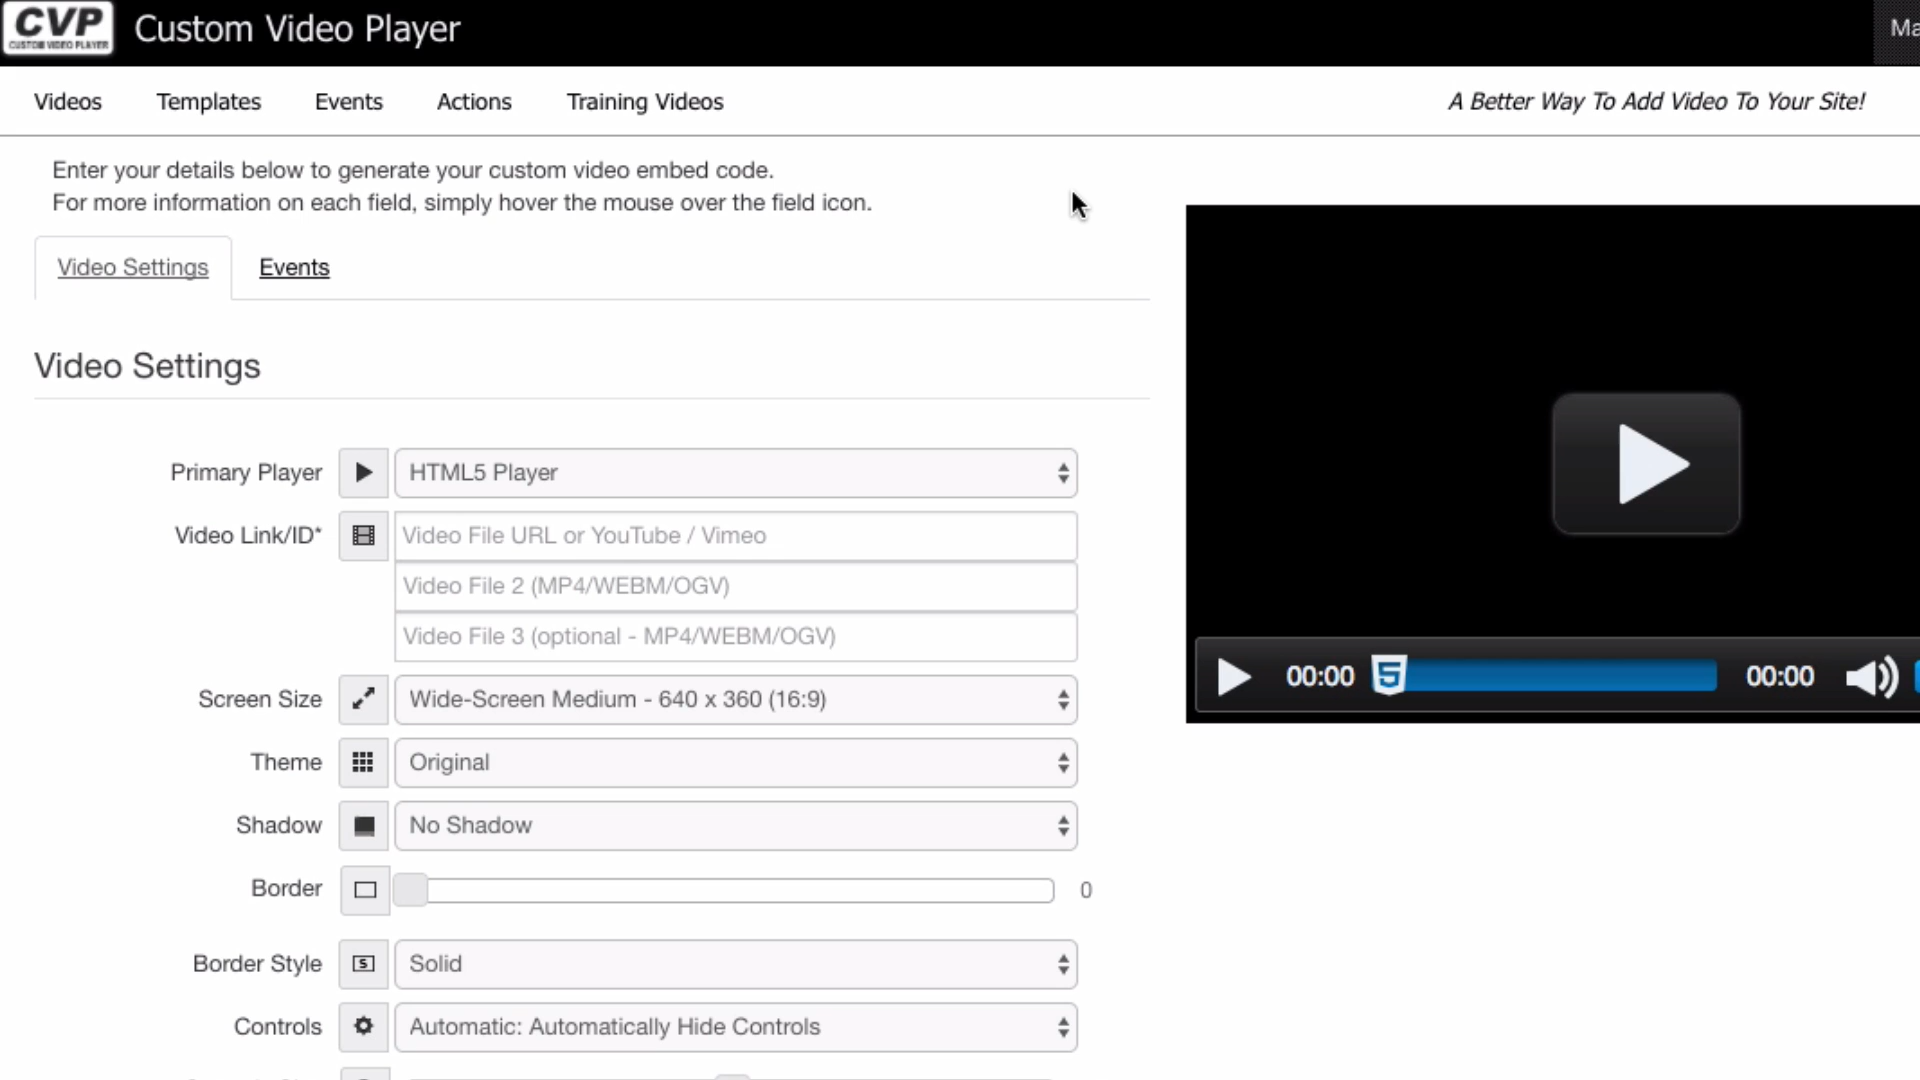 CVP
CUSTOM VIDEO PLAYER
Custom Video Player
Videos
Templates
Events
Actions
Training Videos
A Better Way To Add Video To Your Site!
Enter your details below to generate your custom video embed code.
For more information on each field, simply hover the mouse over the field icon.
Video Settings
Events
Video Settings
Primary Player
HTML5 Player
Video Link/ID*
Video File URL or YouTube / Vimeo
Video File 2 (MP4/WEBM/OGV)
Video File 3 (optional - MP4/WEBM/OGV)
Screen Size
Wide-Screen Medium - 640 x 360 (16:9)
Theme
Original
Shadow
No Shadow
Border
0
Border Style
S
Solid
Controls
Automatic: Automatically Hide Controls
00:00
5
00:00